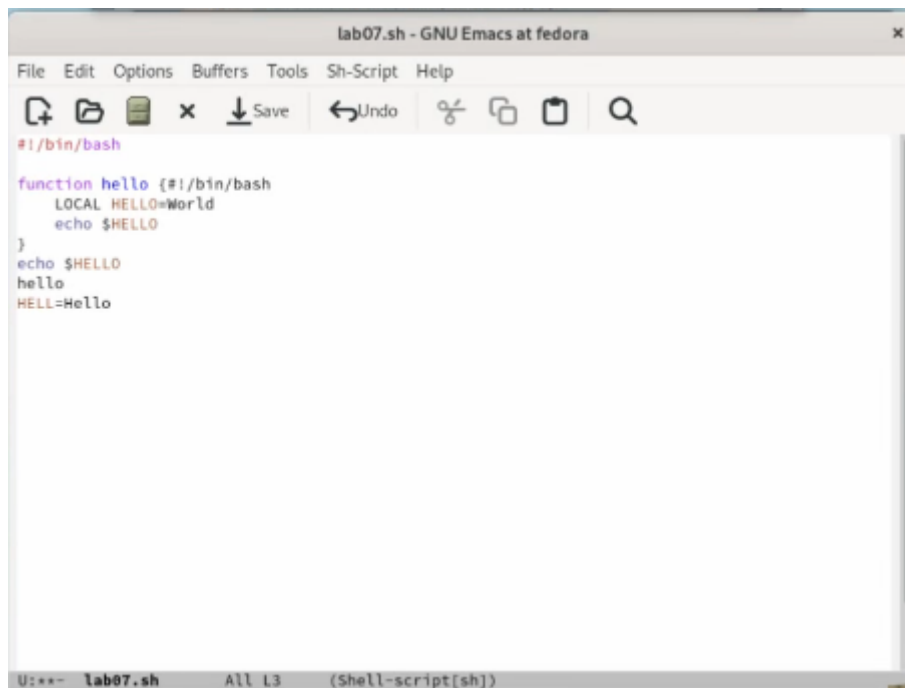 lab07.sh - GNU Emacs at fedora
File Edit Options Buffers Tools Sh-Script Help
Save Undo
#!/bin/bash
function hello {#!/bin/bash
    LOCAL HELLO=World
    echo $HELLO
}
echo $HELLO
hello
HELL=Hello
U:**- lab07.sh All L3 (Shell-script[sh])